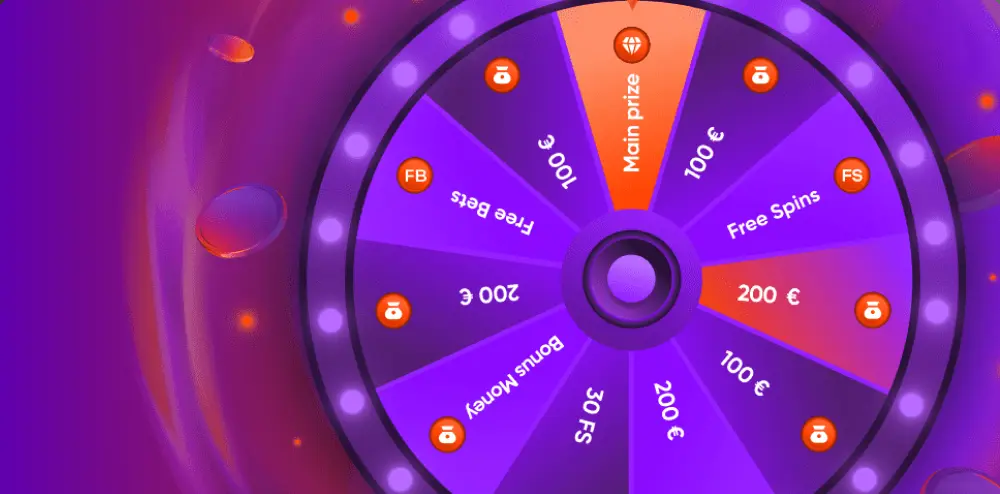 Main prize
100 €
FS
Free Spins
200 €
100 €
200 €
30 FS
Bonus Money
200 €
FB
Free Bets
100 €